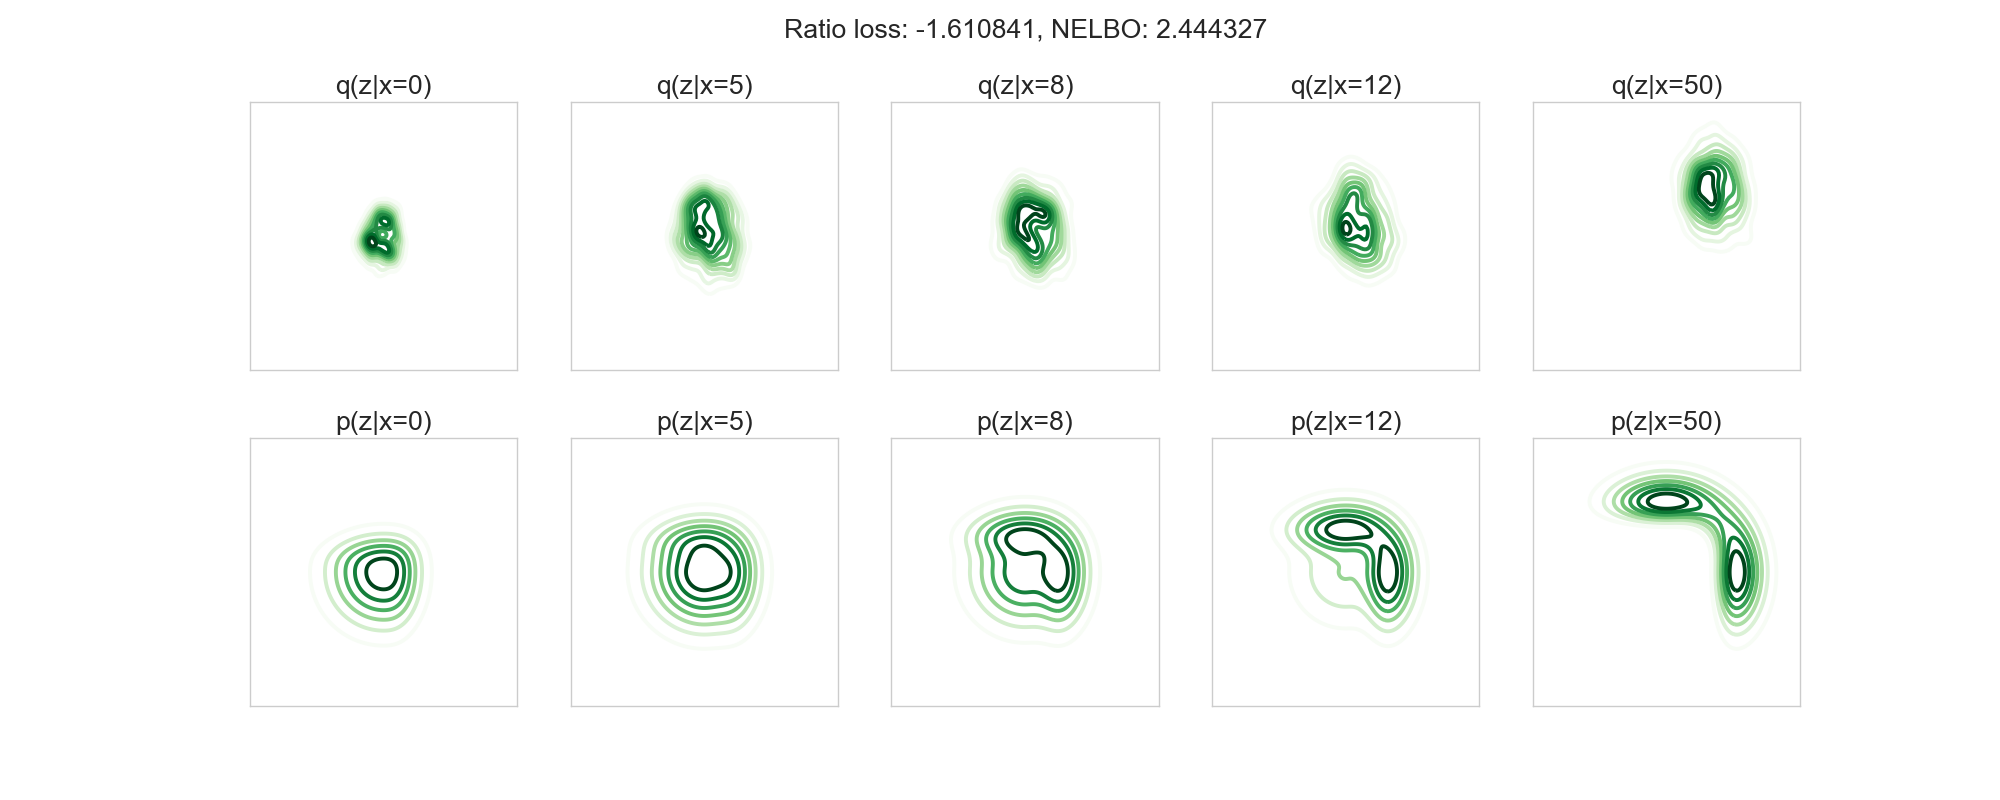 Ratio loss: -1.610841, NELBO: 2.444327
q(z|x=0) q(z|x=5) q(z|x=8) q(z|x=12) q(z|x=50)
p(z|x=0) p(z|x=5) p(z|x=8) p(z|x=12) p(z|x=50)